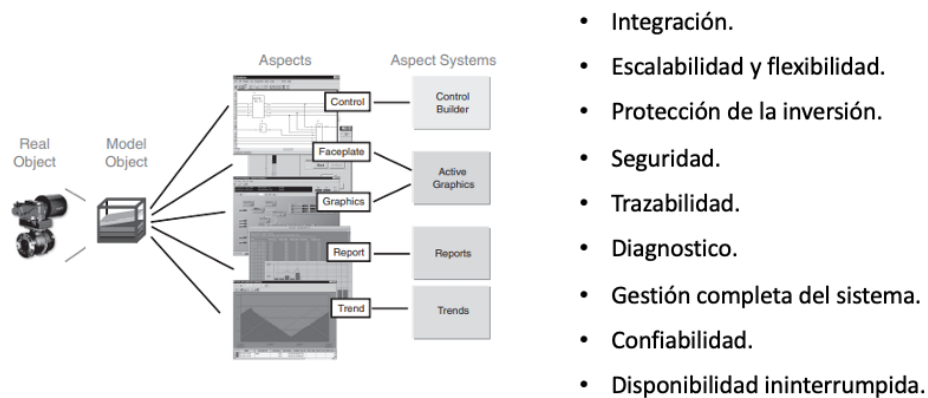 Aspects
Aspect Systems
Real
Object
Model
Object
Control
Control
Builder
Faceplate
Active
Graphics
Graphics
Report
Reports
Trend
Trends
• Integración.
• Escalabilidad y flexibilidad.
• Protección de la inversión.
• Seguridad.
• Trazabilidad.
• Diagnostico.
• Gestión completa del sistema.
• Confiabilidad.
• Disponibilidad ininterrumpida.